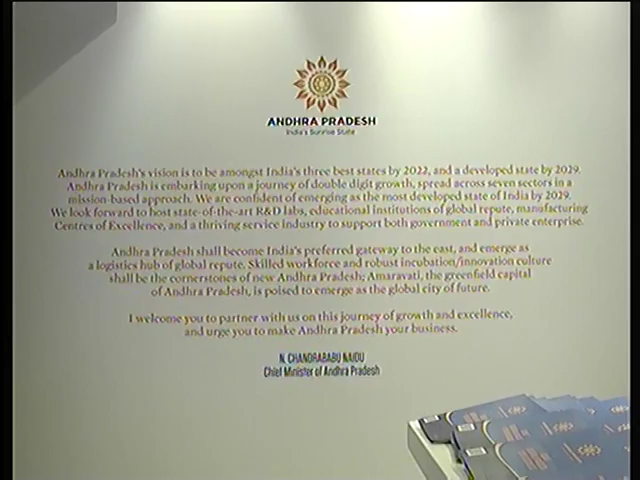 ANDHRA PRADESH
India's Sunrise State
Andhra Pradesh's vision is to be amongst India's three best states by 2022, and a developed state by 2029.
Andhra Pradesh is embarking upon a journey of double digit growth, spread across seven sectors in a
mission-based approach. We are confident of emerging as the most developed state of India by 2029.
We look forward to host state-of-the-art R&D labs, educational institutions of global repute, manufacturing
Centres of Excellence, and a thriving service industry to support both government and private enterprise.
Andhra Pradesh shall become India's preferred gateway to the east, and emerge as
a logistics hub of global repute. Skilled workforce and robust incubation/innovation culture
shall be the cornerstones of new Andhra Pradesh; Amaravati, the greenfield capital
of Andhra Pradesh, is poised to emerge as the global city of future.
I welcome you to partner with us on this journey of growth and excellence,
and urge you to make Andhra Pradesh your business.
N. CHANDRABABU NAIDU
Chief Minister of Andhra Pradesh